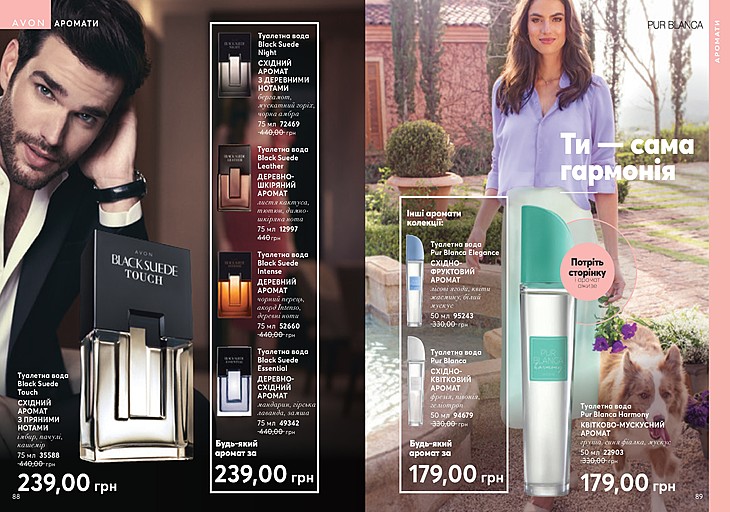 AVON АРОМАТИ
Туалетна вода
Black Suede
Night
СХІДНИЙ
АРОМАТ
З ДЕРЕВНИМИ
НОТАМИ
бергамот,
мускатний горіх,
чорна амбра
75 мл 72469
440,00 грн
Туалетна вода
Black Suede
Leather
ДЕРЕВНО-
ШКІРЯНИЙ
АРОМАТ
листя кактуса,
тютюн, димно-
шкіряна нота
75 мл 12997
440 грн
Туалетна вода
Black Suede
Intense
ДЕРЕВНИЙ
АРОМАТ
чорний перець,
акорд Intenso,
деревні ноти
75 мл 52660
440,00 грн
Туалетна вода
Black Suede
Essential
ДЕРЕВНО-
СХІДНИЙ
АРОМАТ
мандарин, гірська
лаванда, замша
75 мл 49342
440,00 грн
Будь-який
аромат за
239,00 грн
AVON
BLACK SUEDE
TOUCH
Туалетна вода
Black Suede
Touch
СХІДНИЙ
АРОМАТ
З ПРЯНИМИ
НОТАМИ
імбир, пачулі,
кашемір
75 мл 35588
440,00 грн
239,00 грн
88
PUR BLANCA
АРОМАТИ
Ти — сама
гармонія
Інші аромати
колекції:
Туалетна вода
Pur Blanca Elegance
СХІДНО-
ФРУКТОВИЙ
АРОМАТ
лісові ягоди, квіти
жасмину, білий
мускус
50 мл 95243
330,00 грн
Туалетна вода
Pur Blanca
СХІДНО-
КВІТКОВИЙ
АРОМАТ
фрезія, півонія,
геліотроп
50 мл 94679
330,00 грн
Будь-який
аромат за
179,00 грн
Потріть
сторінку
і аромат
оживе
PUR
BLANCA
Harmony
Туалетна вода
Pur Blanca Harmony
КВІТКОВО-МУСКУСНИЙ
АРОМАТ
груша, синя фіалка, мускус
50 мл 22903
330,00 грн
179,00 грн
89